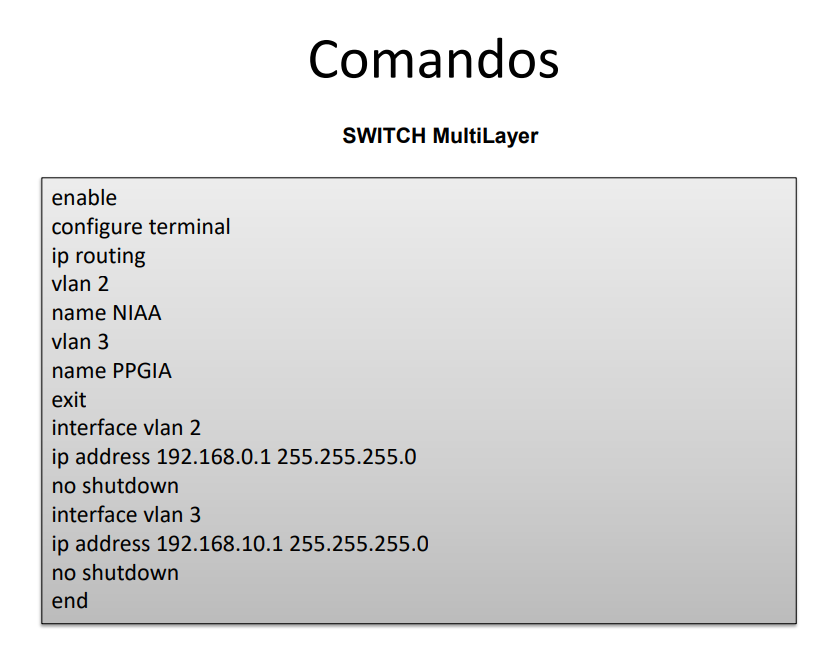 Comandos
SWITCH MultiLayer
enable
configure terminal
ip routing
vlan 2
name NIAA
vlan 3
name PPGIA
exit
interface vlan 2
ip address 192.168.0.1 255.255.255.0
no shutdown
interface vlan 3
ip address 192.168.10.1 255.255.255.0
no shutdown
end